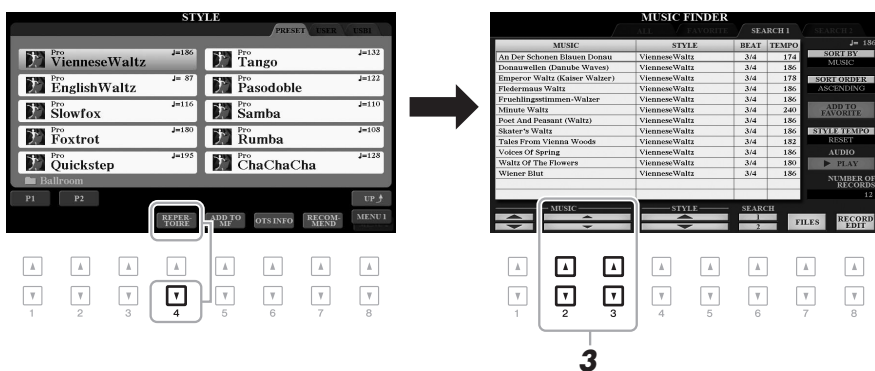 STYLE
PRESET USER USB1
Pro ♩=186
VienneseWaltz
Pro ♩=132
Tango
Pro ♩= 87
EnglishWaltz
Pro ♩=122
Pasodoble
Pro ♩=116
Slowfox
Pro ♩=110
Samba
Pro ♩=180
Foxtrot
Pro ♩=108
Rumba
Pro ♩=195
Quickstep
Pro ♩=128
ChaChaCha
Ballroom
P1 P2 UP
REPER-
TOIRE
ADD TO
MF
OTS INFO
RECOM-
MEND
MENU 1
1 2 3 4 5 6 7 8
MUSIC FINDER
ALL FAVORITE SEARCH 1 SEARCH 2
MUSIC STYLE BEAT TEMPO
An Der Schonen Blauen Donau VienneseWaltz 3/4 174
Donauwellen (Danube Waves) VienneseWaltz 3/4 186
Emperor Waltz (Kaiser Walzer) VienneseWaltz 3/4 178
Fledermaus Waltz VienneseWaltz 3/4 186
Fruehlingsstimmen-Walzer VienneseWaltz 3/4 186
Minute Waltz VienneseWaltz 3/4 240
Poet And Peasant (Waltz) VienneseWaltz 3/4 186
Skater's Waltz VienneseWaltz 3/4 186
Tales From Vienna Woods VienneseWaltz 3/4 182
Voices Of Spring VienneseWaltz 3/4 186
Waltz Of The Flowers VienneseWaltz 3/4 180
Wiener Blut VienneseWaltz 3/4 186
♩= 186
SORT BY
MUSIC
SORT ORDER
ASCENDING
ADD TO
FAVORITE
STYLE TEMPO
RESET
AUDIO
PLAY
NUMBER OF
RECORDS
12
MUSIC STYLE SEARCH
1
2
FILES
RECORD
EDIT
1 2 3 4 5 6 7 8
3